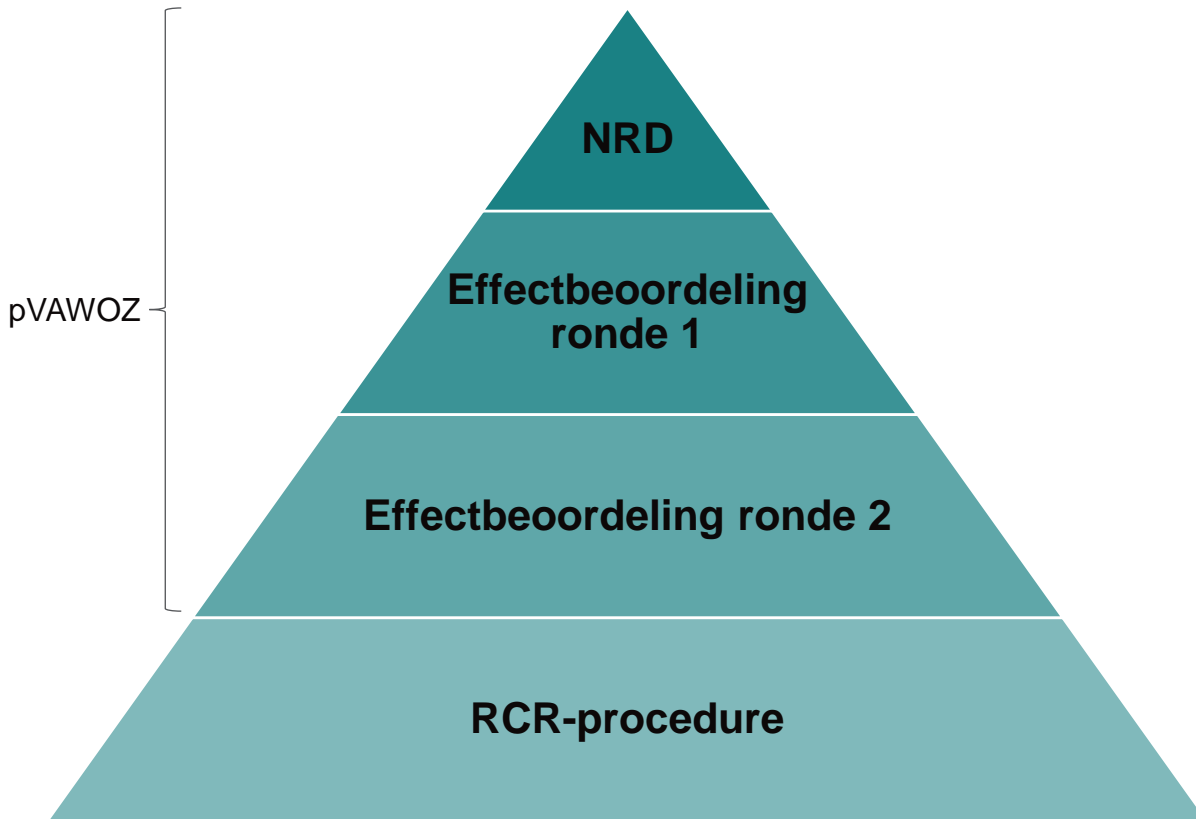 NRD
Effectbeoordeling
ronde 1
pVAWOZ
Effectbeoordeling ronde 2
RCR-procedure